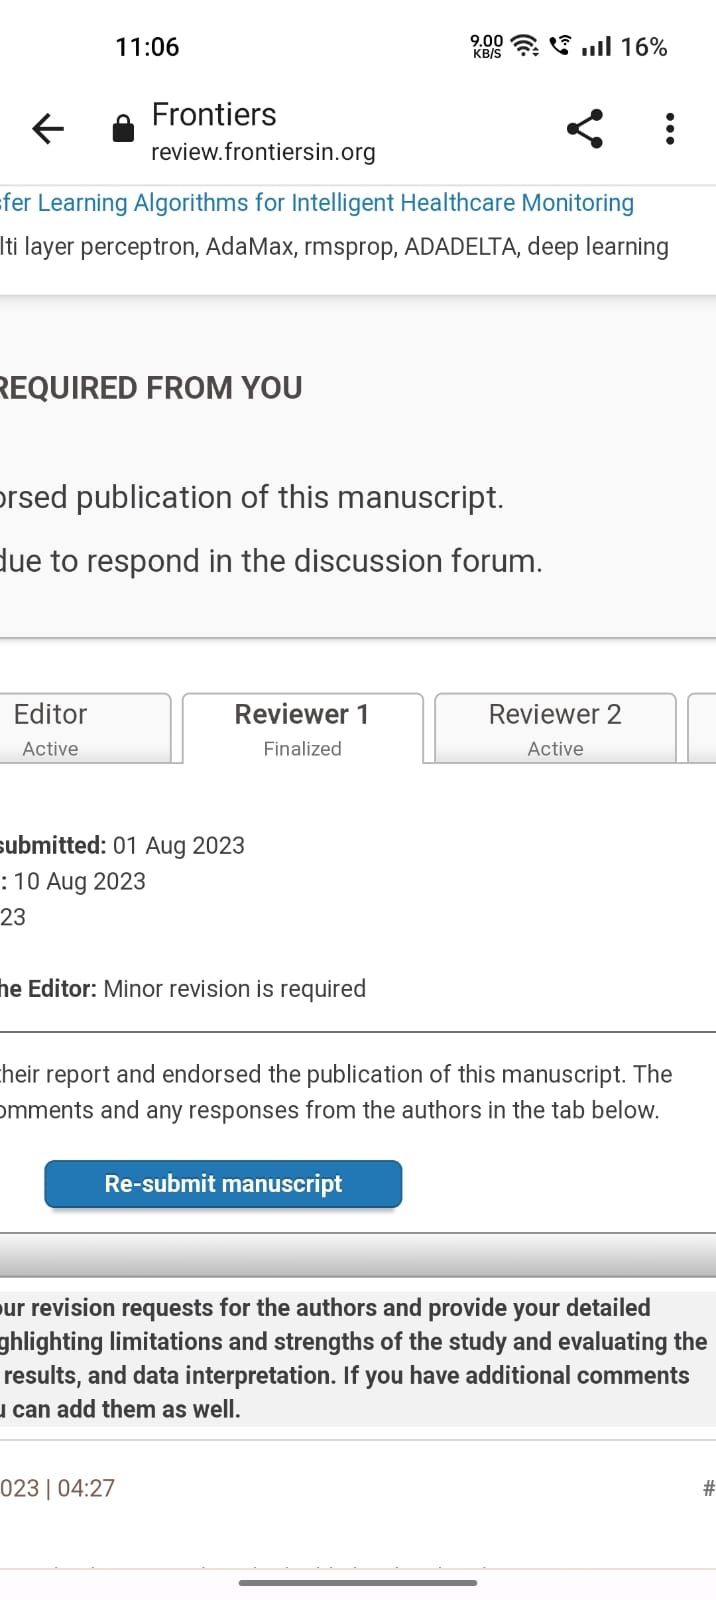 11:06
9.00 KB/S 16%
Frontiers
review.frontiersin.org
sfer Learning Algorithms for Intelligent Healthcare Monitoring
lti layer perceptron, AdaMax, rmsprop, ADADELTA, deep learning
REQUIRED FROM YOU
orsed publication of this manuscript.
due to respond in the discussion forum.
Editor Reviewer 1 Reviewer 2
Active Finalized Active
submitted: 01 Aug 2023
: 10 Aug 2023
23
he Editor: Minor revision is required
their report and endorsed the publication of this manuscript. The
omments and any responses from the authors in the tab below.
Re-submit manuscript
our revision requests for the authors and provide your detailed
ghlighting limitations and strengths of the study and evaluating the
results, and data interpretation. If you have additional comments
u can add them as well.
023 | 04:27 #